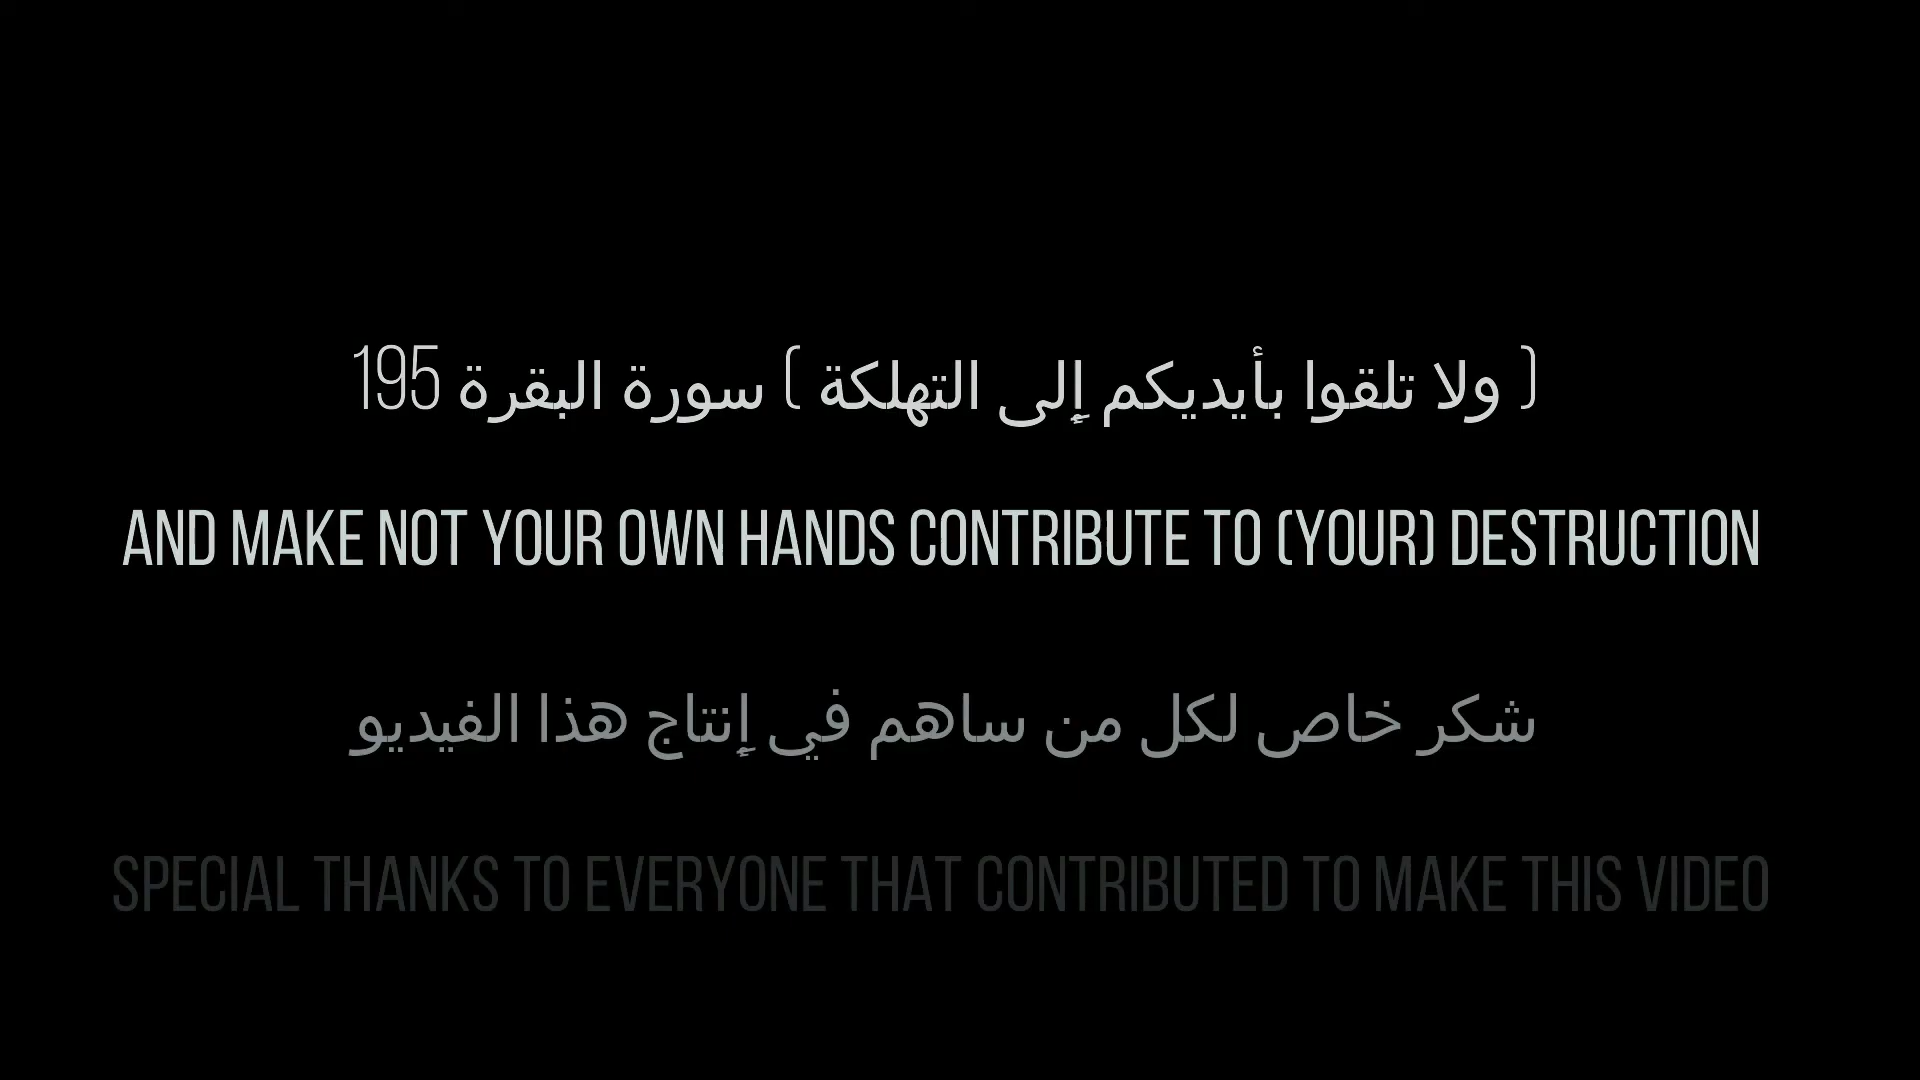 ( ولا تلقوا بأيديكم إلى التهلكة ) سورة البقرة 195
AND MAKE NOT YOUR OWN HANDS CONTRIBUTE TO (YOUR) DESTRUCTION
شكر خاص لكل من ساهم في إنتاج هذا الفيديو
SPECIAL THANKS TO EVERYONE THAT CONTRIBUTED TO MAKE THIS VIDEO